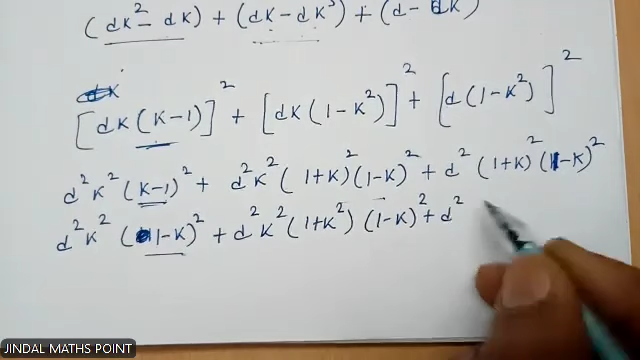 (dK² - dK) + (dK - dK³) + (d - dK)
dK
[dK(K-1)]² + [dK(1-K²)]² + [d(1-K²)]²
d²K²(K-1)² + d²K²(1+K)²(1-K)² + d²(1+K)²(1-K)²
d²K²(1-K)² + d²K²(1+K²)(1-K)² + d²
JINDAL MATHS POINT